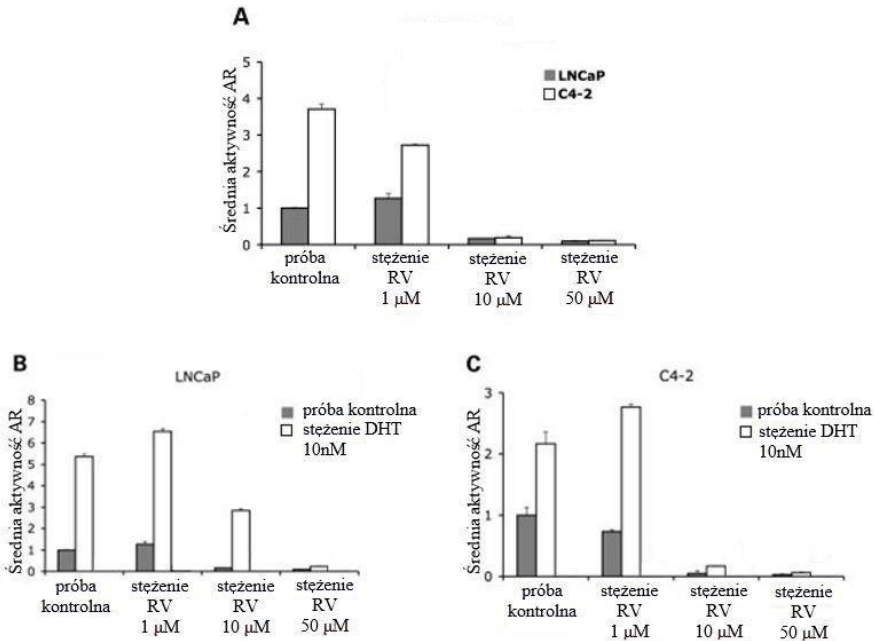 A
Średnia aktywność AR
5
4
3
2
1
0
LNCaP
C4-2
próba
kontrolna
stężenie
RV
1 µM
stężenie
RV
10 µM
stężenie
RV
50 µM
B
LNCaP
Średnia aktywność AR
8
7
6
5
4
3
2
1
0
próba kontrolna
stężenie DHT
10nM
próba
kontrolna
stężenie
RV
1 µM
stężenie
RV
10 µM
stężenie
RV
50 µM
C
C4-2
Średnia aktywność AR
3
2
1
0
próba kontrolna
stężenie DHT
10nM
próba
kontrolna
stężenie
RV
1 µM
stężenie
RV
10 µM
stężenie
RV
50 µM